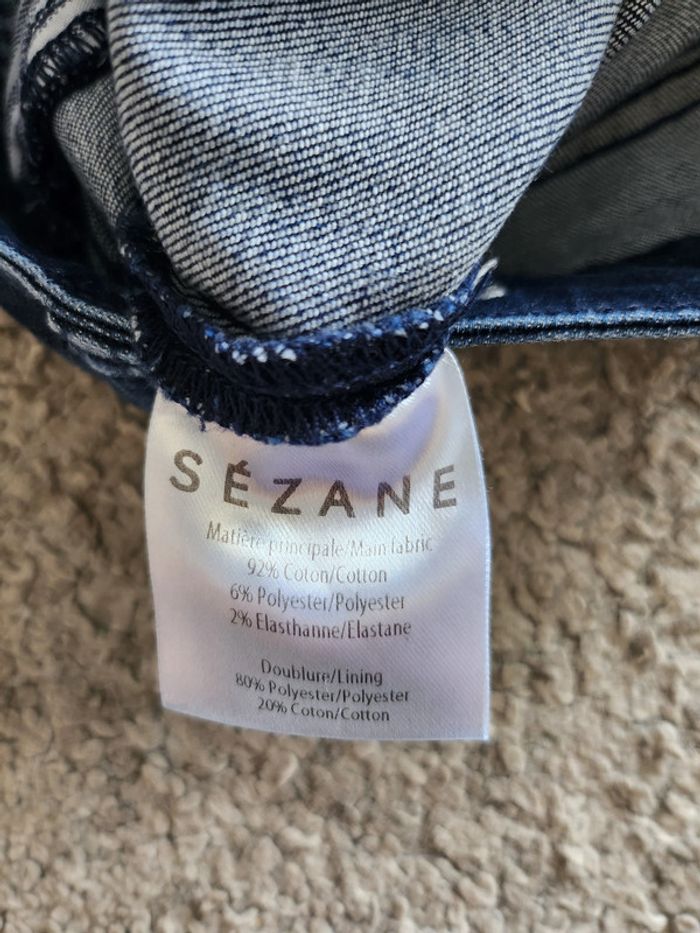 SÉZANE
Matière principale/Main fabric
92% Coton/Cotton
6% Polyester/Polyester
2% Elasthanne/Elastane
Doublure/Lining
80% Polyester/Polyester
20% Coton/Cotton